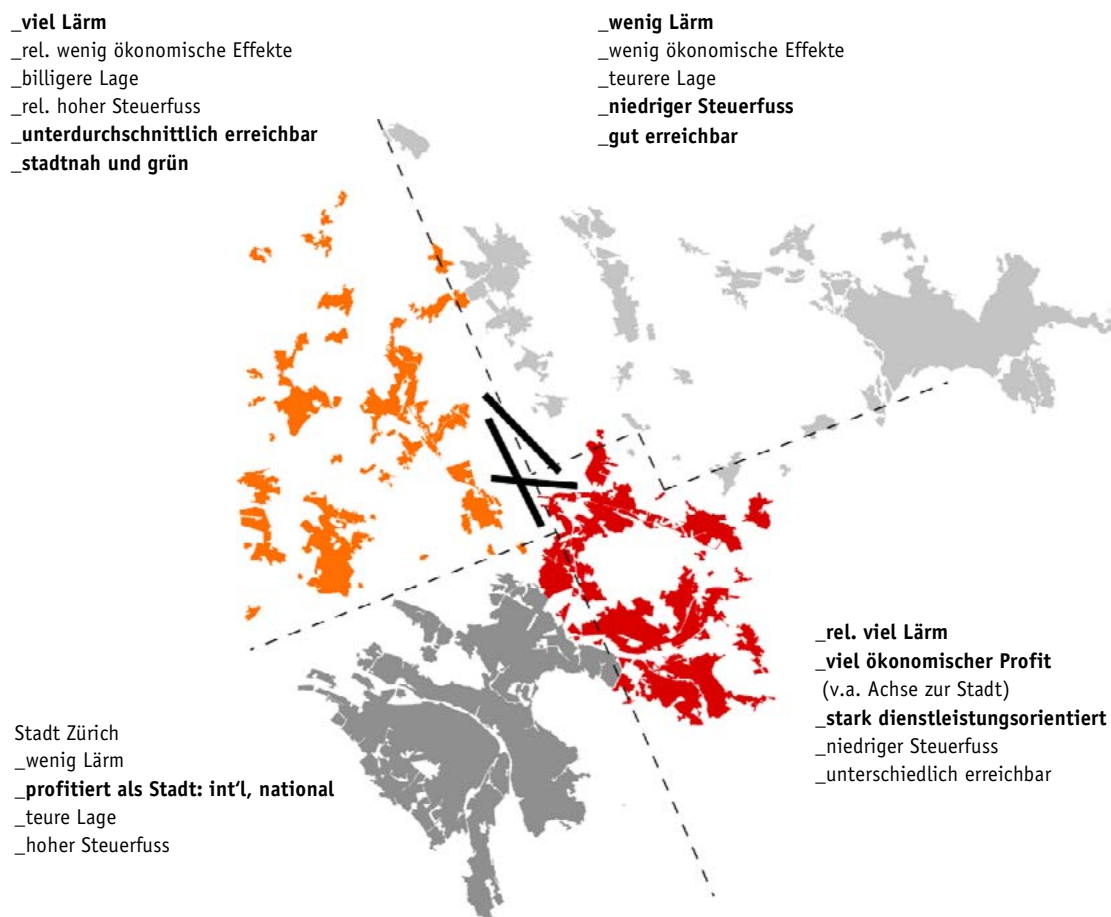 _viel Lärm
_rel. wenig ökonomische Effekte
_billigere Lage
_rel. hoher Steuerfuss
_unterdurchschnittlich erreichbar
_stadtnah und grün
_wenig Lärm
_wenig ökonomische Effekte
_teurere Lage
_niedriger Steuerfuss
_gut erreichbar
Stadt Zürich
_wenig Lärm
_profitiert als Stadt: int'l, national
_teure Lage
_hoher Steuerfuss
_rel. viel Lärm
_viel ökonomischer Profit
(v.a. Achse zur Stadt)
_stark dienstleistungsorientiert
_niedriger Steuerfuss
_unterschiedlich erreichbar